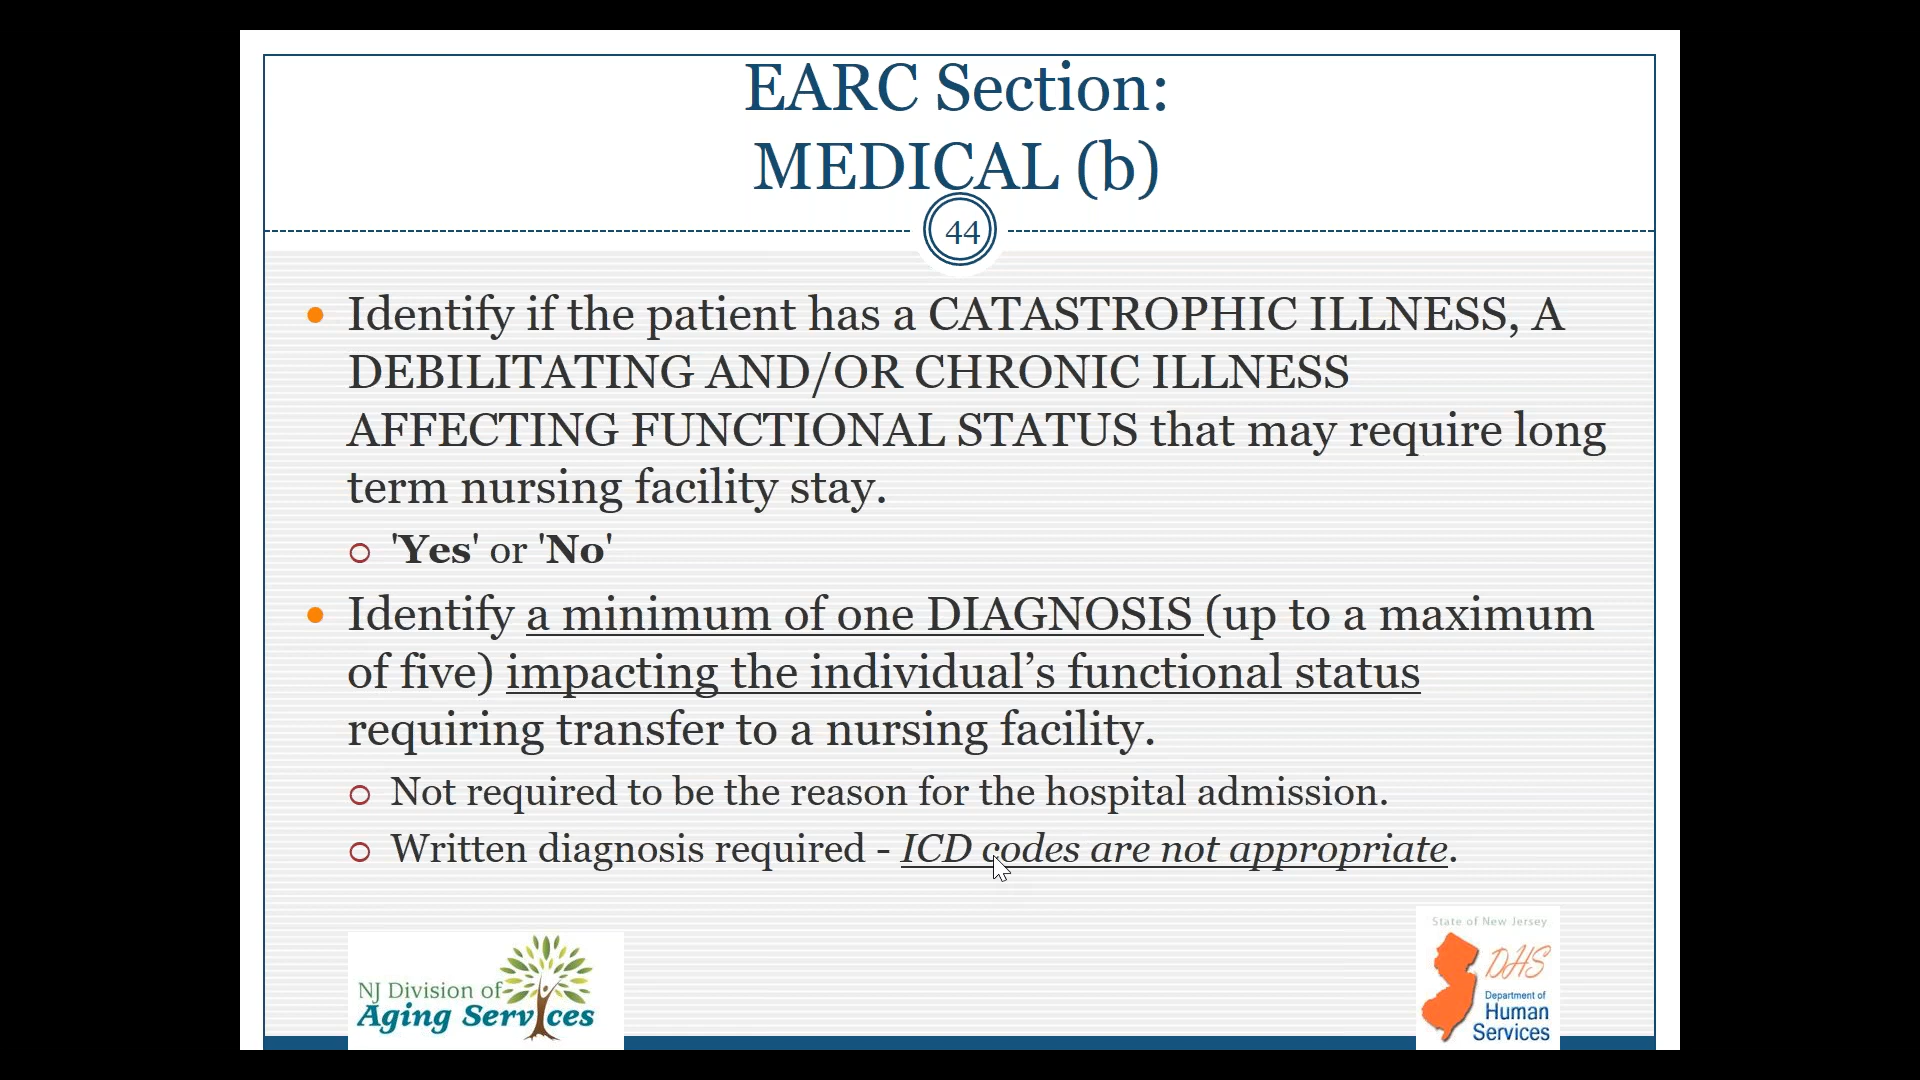 EARC Section:
MEDICAL (b)
44
Identify if the patient has a CATASTROPHIC ILLNESS, A
DEBILITATING AND/OR CHRONIC ILLNESS
AFFECTING FUNCTIONAL STATUS that may require long
term nursing facility stay.
'Yes' or 'No'
Identify a minimum of one DIAGNOSIS (up to a maximum
of five) impacting the individual’s functional status
requiring transfer to a nursing facility.
Not required to be the reason for the hospital admission.
Written diagnosis required - ICD codes are not appropriate.
NJ Division of
Aging Services
State of New Jersey
DHS
Department of
Human
Services